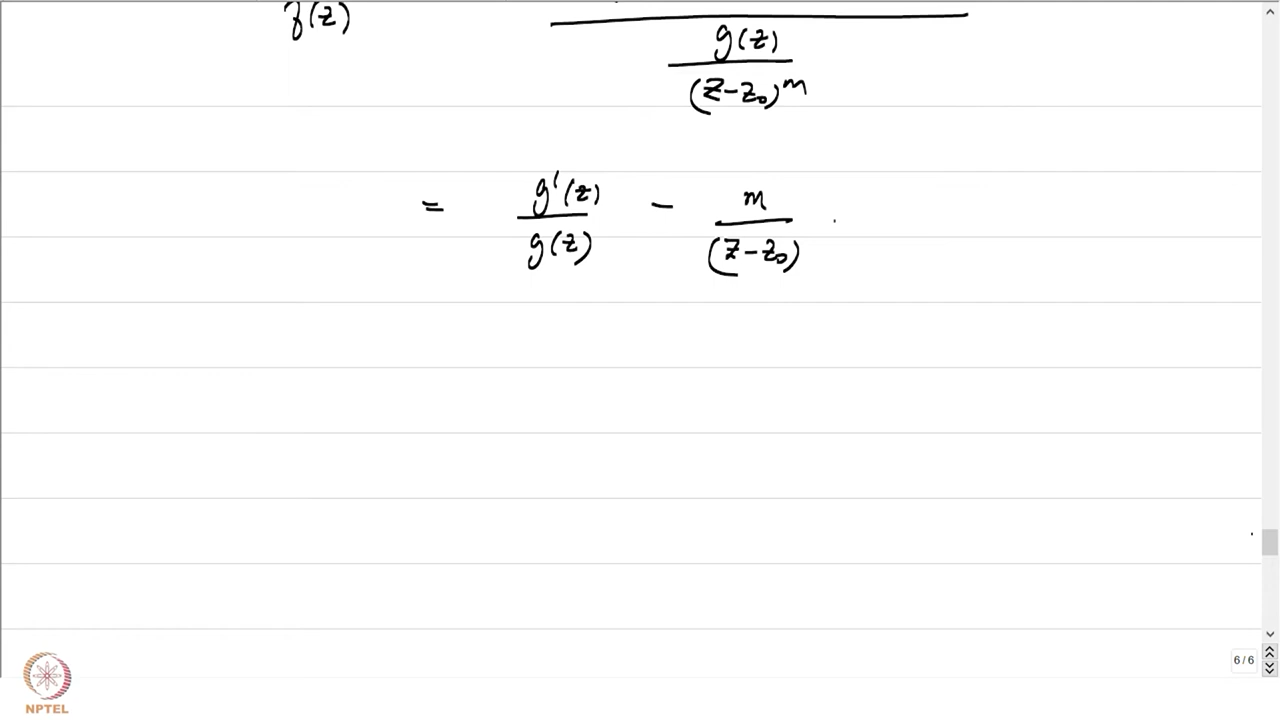 f(z)
g(z)
(z-z₀)ᵐ
= g'(z)/g(z) - m/(z-z₀)
6 / 6
NPTEL